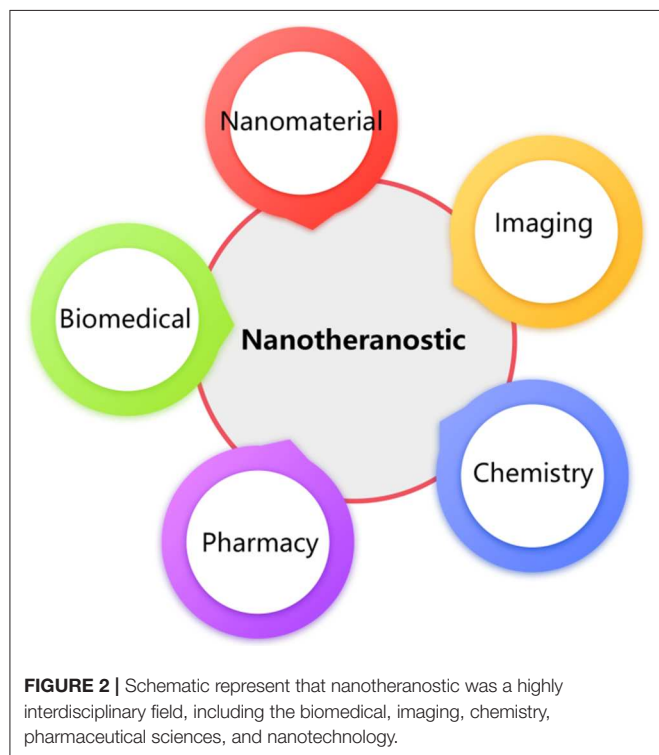 Nanomaterial
Imaging
Biomedical
Nanotheranostic
Chemistry
Pharmacy
FIGURE 2 | Schematic represent that nanotheranostic was a highly
interdisciplinary field, including the biomedical, imaging, chemistry,
pharmaceutical sciences, and nanotechnology.